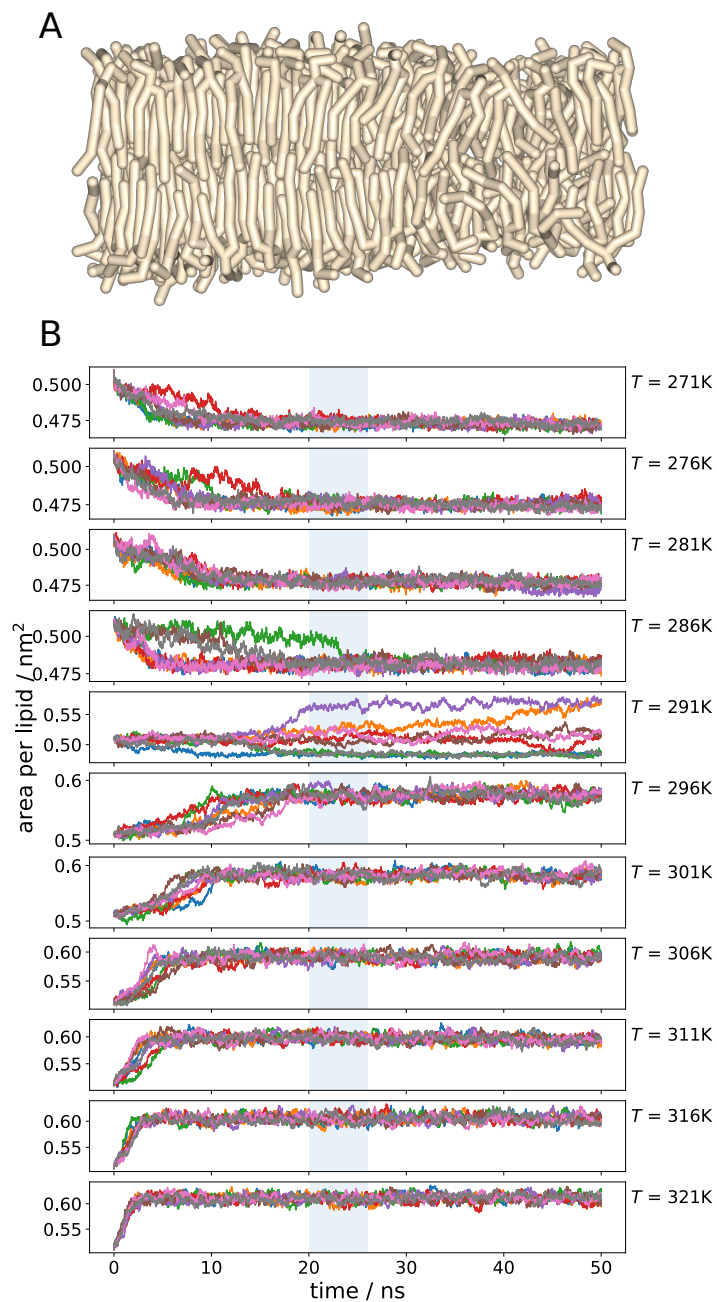 A
B
0.500
0.475
T = 271K
0.500
0.475
T = 276K
0.500
0.475
T = 281K
0.500
0.475
T = 286K
0.55
0.50
T = 291K
0.6
0.5
T = 296K
0.6
0.5
T = 301K
0.60
0.55
T = 306K
0.60
0.55
T = 311K
0.60
0.55
T = 316K
0.60
0.55
T = 321K
area per lipid / nm²
0 10 20 30 40 50
time / ns